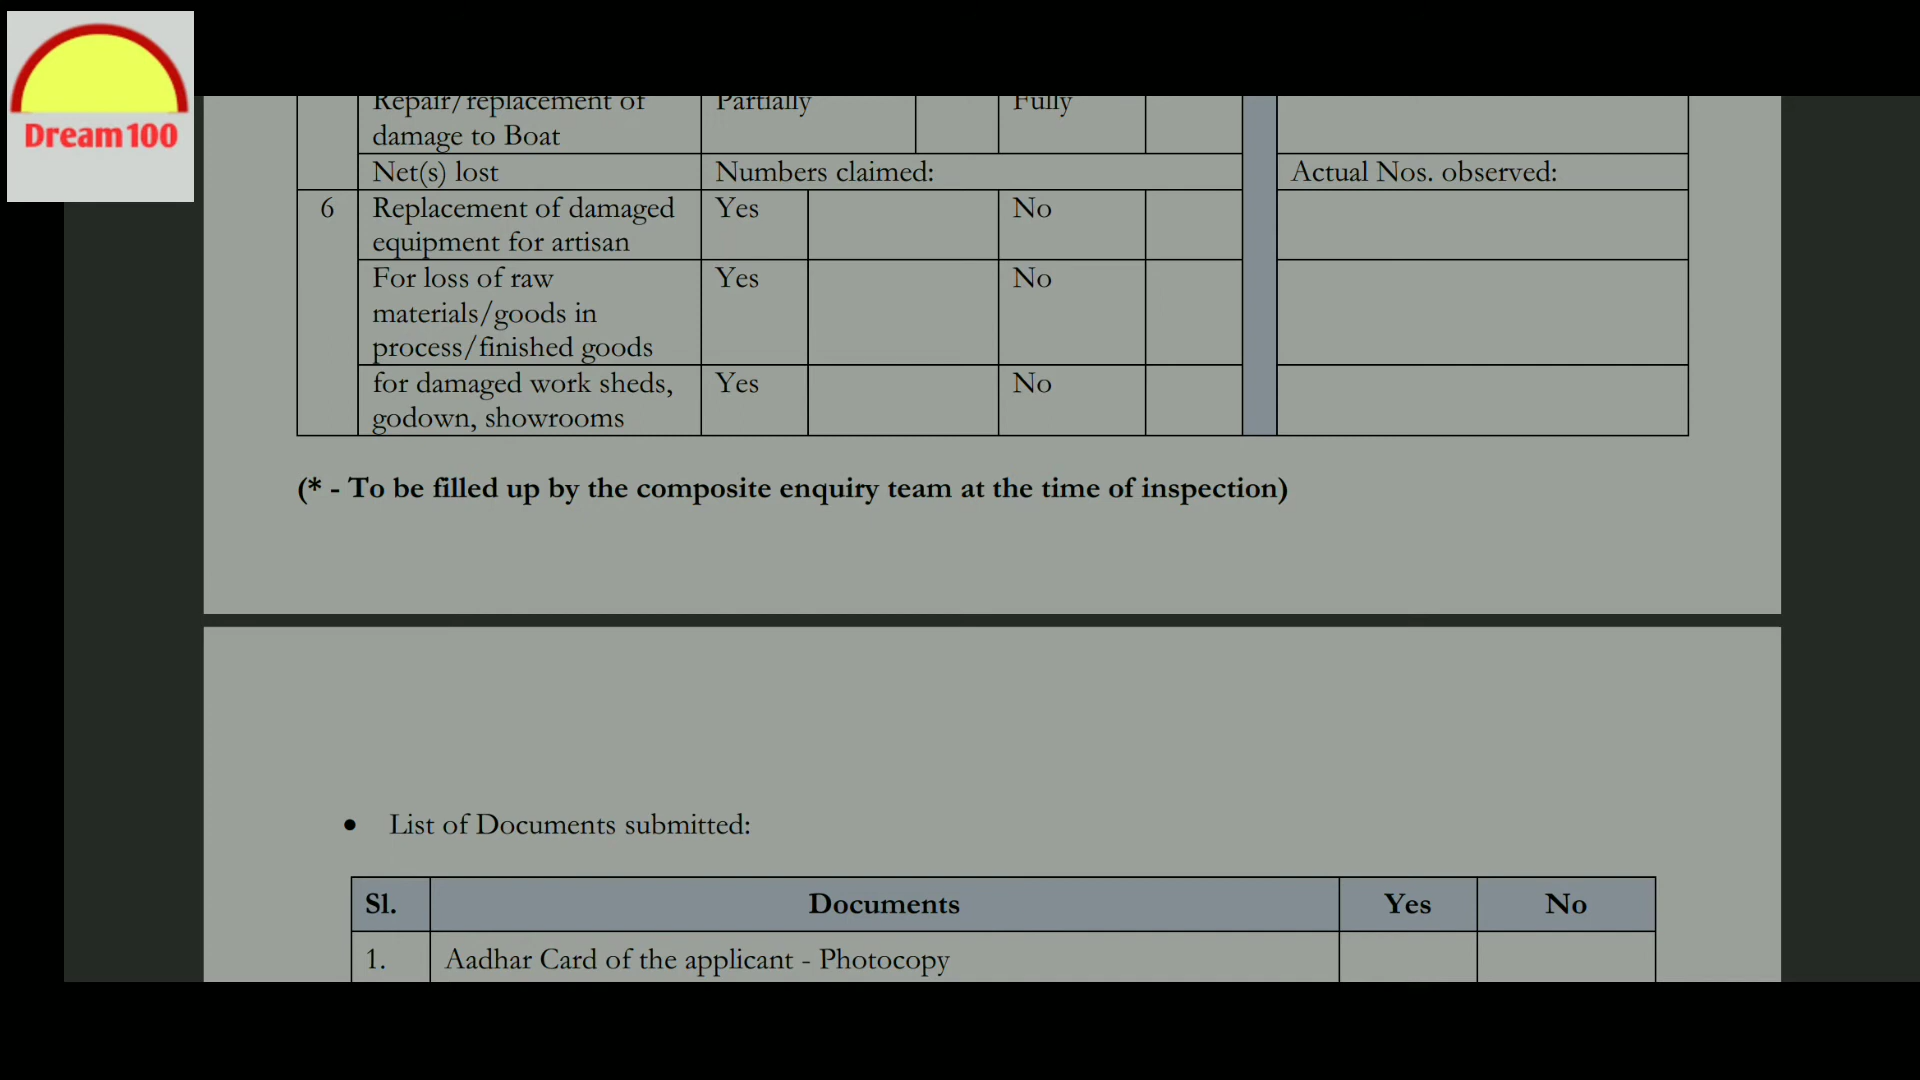 Dream100
Repair/replacement of Partially Fully
damage to Boat
Net(s) lost Numbers claimed: Actual Nos. observed:
6 Replacement of damaged Yes No
equipment for artisan
For loss of raw Yes No
materials/goods in
process/finished goods
for damaged work sheds, Yes No
godown, showrooms
(* - To be filled up by the composite enquiry team at the time of inspection)
• List of Documents submitted:
Sl. Documents Yes No
1. Aadhar Card of the applicant - Photocopy